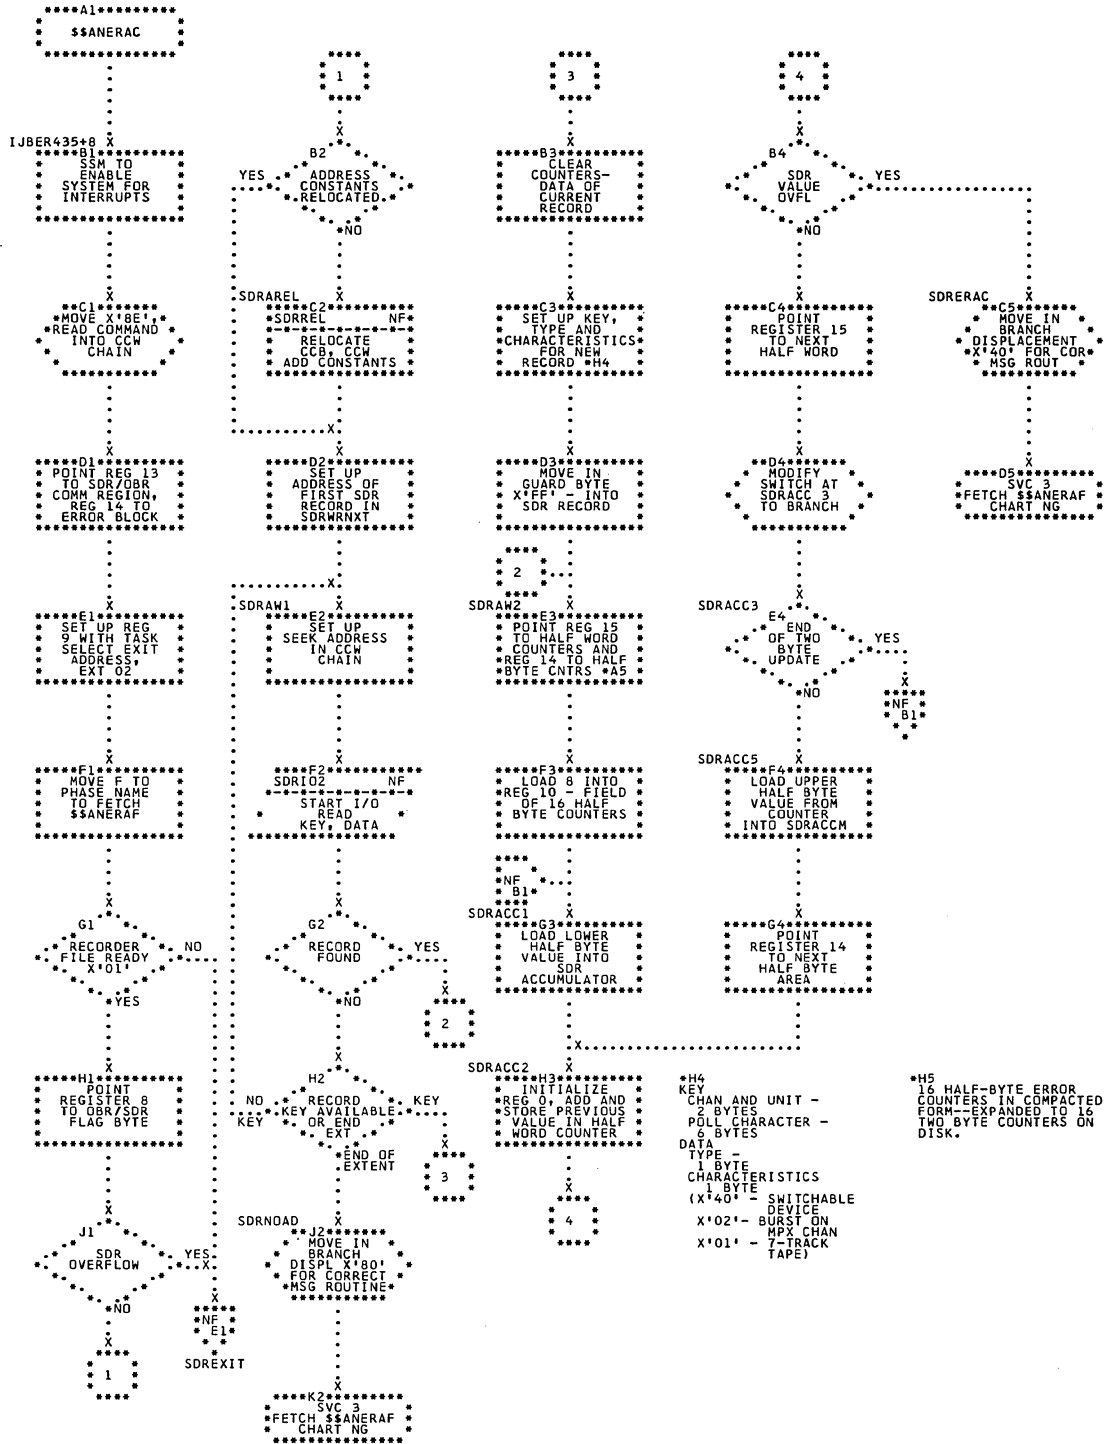 A1
$$ANERAC
IJBER435+8
B1
SSM TO
ENABLE
SYSTEM FOR
INTERRUPTS
C1
MOVE X'8E',
READ COMMAND
INTO CCW
CHAIN
D1
POINT REG 13
TO SDR/OBR
COMM REGION,
REG 14 TO
ERROR BLOCK
E1
SET UP REG
9 WITH TASK
SELECT EXIT
ADDRESS,
EXT 02
F1
MOVE F TO
PHASE NAME
TO FETCH
$$ANERAF
G1
RECORDER
FILE READY
X'01'
NO
YES
H1
POINT
REGISTER 8
TO OBR/SDR
FLAG BYTE
J1
SDR
OVERFLOW
YES
NO
NF
E1
SDREXIT
1
1
B2
ADDRESS
CONSTANTS
RELOCATED
YES
NO
SDRAREL
C2
SDRREL NF
RELOCATE
CCB, CCW
ADD CONSTANTS
D2
SET UP
ADDRESS OF
FIRST SDR
RECORD IN
SDRWRNXT
SDRAW1
E2
SET UP
SEEK ADDRESS
IN CCW
CHAIN
F2
SDRIO2 NF
START I/O
READ
KEY, DATA
G2
RECORD
FOUND
YES
NO
2
H2
RECORD
KEY AVAILABLE
OR END
EXT
NO
KEY
KEY
END OF
EXTENT
3
SDRNOAD
J2
MOVE IN
BRANCH
DISPL X'80'
FOR CORRECT
MSG ROUTINE
K2
SVC 3
FETCH $$ANERAF
CHART NG
3
B3
CLEAR
COUNTERS-
DATA OF
CURRENT
RECORD
C3
SET UP KEY,
TYPE AND
CHARACTERISTICS
FOR NEW
RECORD *H4
D3
MOVE IN
GUARD BYTE
X'FF' - INTO
SDR RECORD
2
SDRAW2
E3
POINT REG 15
TO HALF WORD
COUNTERS AND
REG 14 TO HALF
BYTE CNTRS *A5
F3
LOAD 8 INTO
REG 10 - FIELD
OF 16 HALF
BYTE COUNTERS
NF
B1
SDRACC1
G3
LOAD LOWER
HALF BYTE
VALUE INTO
SDR
ACCUMULATOR
SDRACC2
H3
INITIALIZE
REG 0, ADD AND
STORE PREVIOUS
VALUE IN HALF
WORD COUNTER
4
4
B4
SDR
VALUE
OVFL
YES
NO
C4
POINT
REGISTER 15
TO NEXT
HALF WORD
D4
MODIFY
SWITCH AT
SDRACC 3
TO BRANCH
SDRACC3
E4
END
OF TWO
BYTE
UPDATE
YES
NO
NF
B1
SDRACC5
F4
LOAD UPPER
HALF BYTE
VALUE FROM
COUNTER
INTO SDRACCM
G4
POINT
REGISTER 14
TO NEXT
HALF BYTE
AREA
*H4
KEY
CHAN AND UNIT -
2 BYTES
POLL CHARACTER -
6 BYTES
DATA
TYPE -
1 BYTE
CHARACTERISTICS
1 BYTE
(X'40' - SWITCHABLE
DEVICE
X'02'- BURST ON
MPX CHAN
X'01' - 7-TRACK
TAPE)
SDRERAC
C5
MOVE IN
BRANCH
DISPLACEMENT
X'40' FOR COR
MSG ROUT
D5
SVC 3
FETCH $$ANERAF
CHART NG
*H5
16 HALF-BYTE ERROR
COUNTERS IN COMPACTED
FORM--EXPANDED TO 16
TWO BYTE COUNTERS ON
DISK.